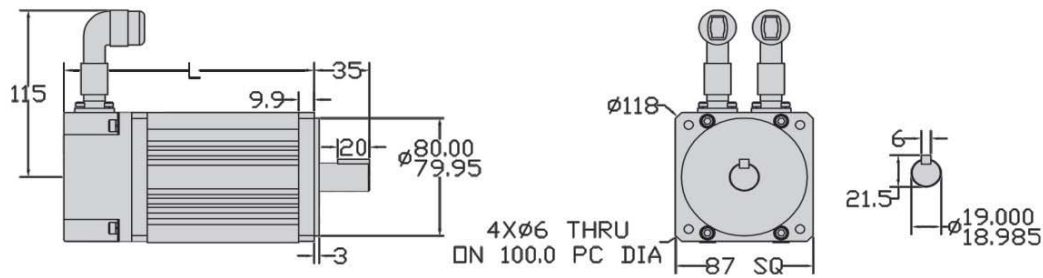 115
L
35
9.9
20
ø80.00
79.95
3
ø118
4XØ6 THRU
ON 100.0 PC DIA
87 SQ
6
21.5
ø19.000
18.985